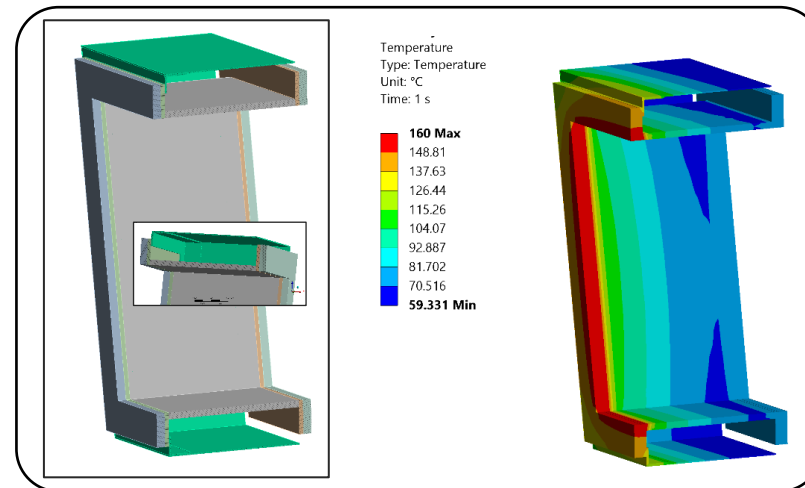 Temperature
Type: Temperature
Unit: °C
Time: 1 s
160 Max
148.81
137.63
126.44
115.26
104.07
92.887
81.702
70.516
59.331 Min